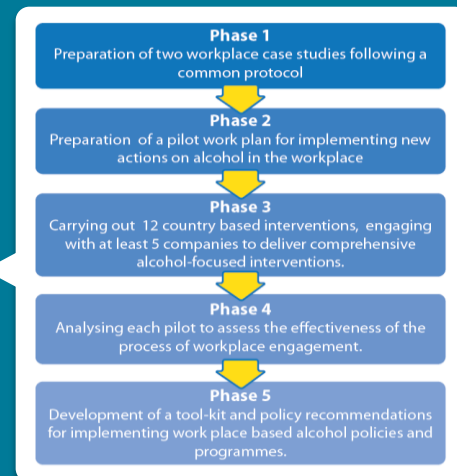 Phase 1
Preparation of two workplace case studies following a
common protocol
Phase 2
Preparation of a pilot work plan for implementing new
actions on alcohol in the workplace
Phase 3
Carrying out 12 country based interventions, engaging
with at least 5 companies to deliver comprehensive
alcohol-focused interventions.
Phase 4
Analysing each pilot to assess the effectiveness of the
process of workplace engagement.
Phase 5
Development of a tool-kit and policy recommendations
for implementing work place based alcohol policies and
programmes.